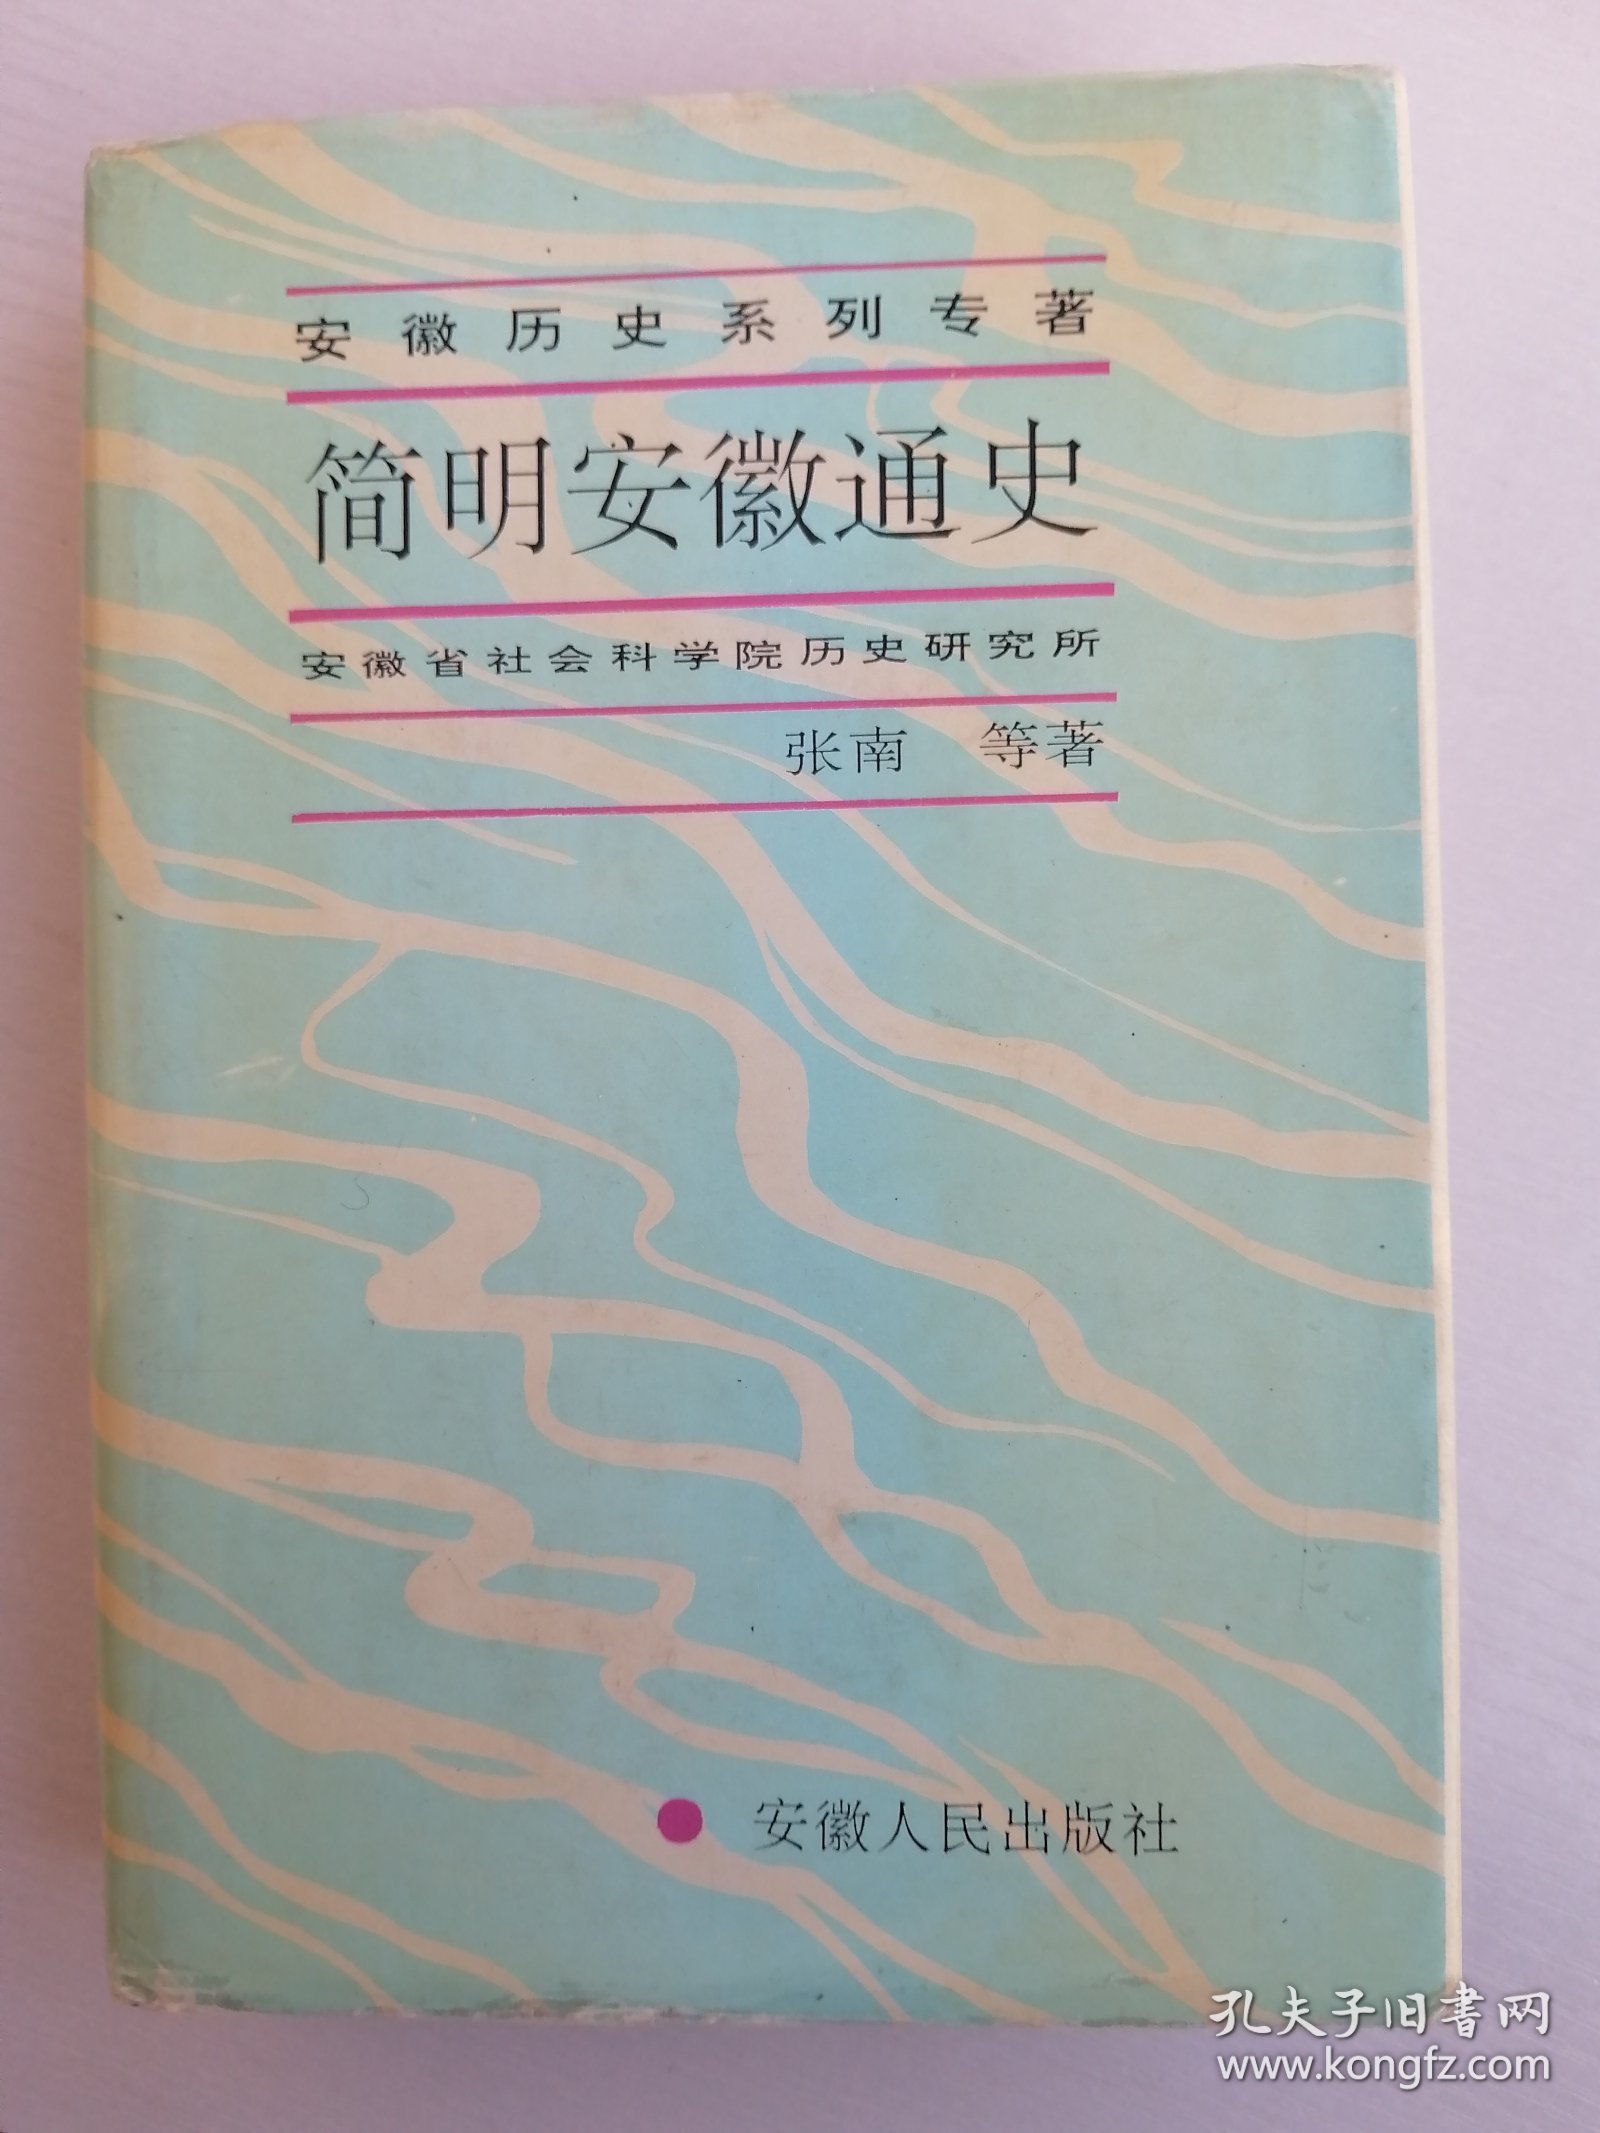 安徽历史系列专著
简明安徽通史
安徽省社会科学院历史研究所
张南 等著
安徽人民出版社
孔夫子旧書网
www.kongfz.com